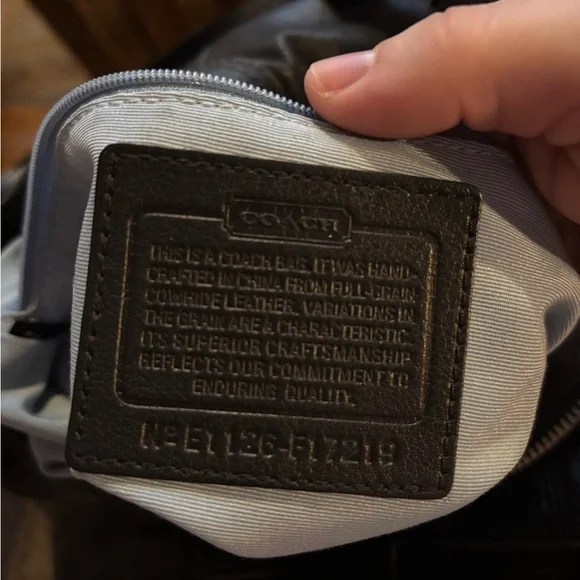 COACH
THIS IS A COACH BAG. IT WAS HAND-
CRAFTED IN CHINA FROM FULL-GRAIN
COWHIDE LEATHER. VARIATIONS IN
THE GRAIN ARE A CHARACTERISTIC.
ITS SUPERIOR CRAFTSMANSHIP
REFLECTS OUR COMMITMENT TO
ENDURING QUALITY.
No E1126-F17219